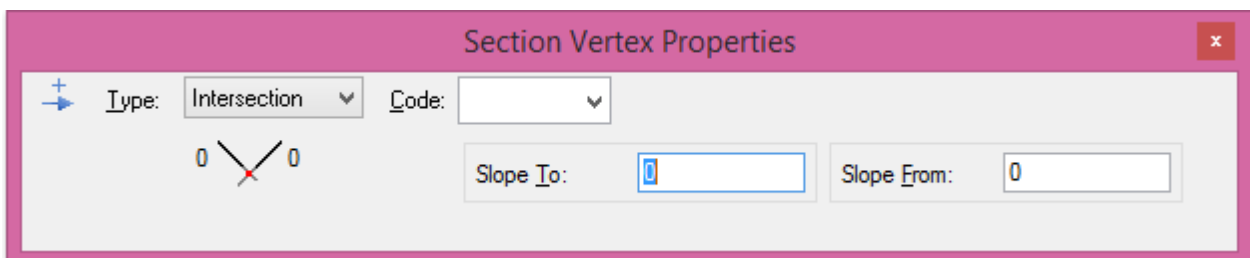 Section Vertex Properties
x
Type: Intersection Code:
0 0
Slope To: 0 Slope From: 0